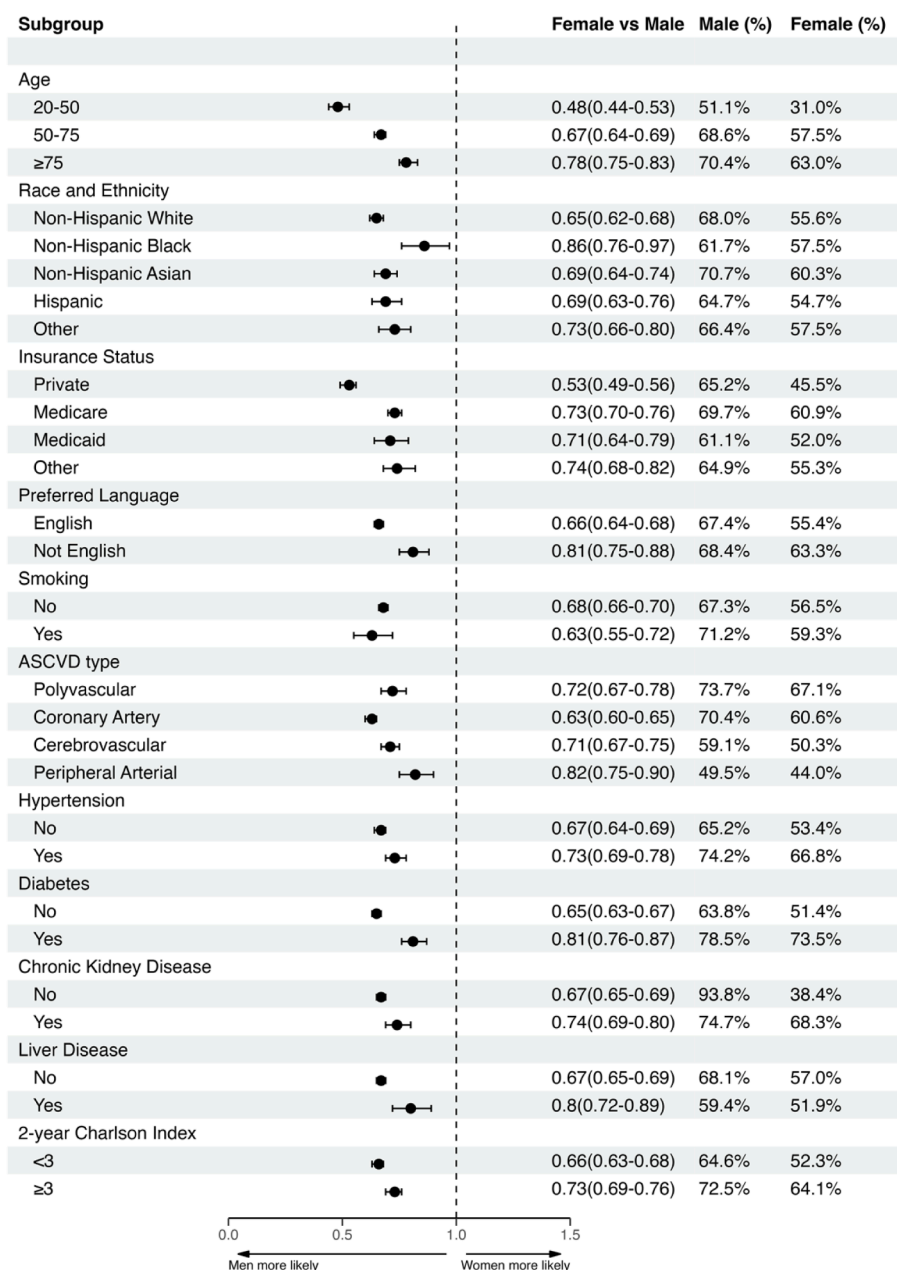 Subgroup Female vs Male Male (%) Female (%)
Age
20-50 0.48(0.44-0.53) 51.1% 31.0%
50-75 0.67(0.64-0.69) 68.6% 57.5%
≥75 0.78(0.75-0.83) 70.4% 63.0%
Race and Ethnicity
Non-Hispanic White 0.65(0.62-0.68) 68.0% 55.6%
Non-Hispanic Black 0.86(0.76-0.97) 61.7% 57.5%
Non-Hispanic Asian 0.69(0.64-0.74) 70.7% 60.3%
Hispanic 0.69(0.63-0.76) 64.7% 54.7%
Other 0.73(0.66-0.80) 66.4% 57.5%
Insurance Status
Private 0.53(0.49-0.56) 65.2% 45.5%
Medicare 0.73(0.70-0.76) 69.7% 60.9%
Medicaid 0.71(0.64-0.79) 61.1% 52.0%
Other 0.74(0.68-0.82) 64.9% 55.3%
Preferred Language
English 0.66(0.64-0.68) 67.4% 55.4%
Not English 0.81(0.75-0.88) 68.4% 63.3%
Smoking
No 0.68(0.66-0.70) 67.3% 56.5%
Yes 0.63(0.55-0.72) 71.2% 59.3%
ASCVD type
Polyvascular 0.72(0.67-0.78) 73.7% 67.1%
Coronary Artery 0.63(0.60-0.65) 70.4% 60.6%
Cerebrovascular 0.71(0.67-0.75) 59.1% 50.3%
Peripheral Arterial 0.82(0.75-0.90) 49.5% 44.0%
Hypertension
No 0.67(0.64-0.69) 65.2% 53.4%
Yes 0.73(0.69-0.78) 74.2% 66.8%
Diabetes
No 0.65(0.63-0.67) 63.8% 51.4%
Yes 0.81(0.76-0.87) 78.5% 73.5%
Chronic Kidney Disease
No 0.67(0.65-0.69) 93.8% 38.4%
Yes 0.74(0.69-0.80) 74.7% 68.3%
Liver Disease
No 0.67(0.65-0.69) 68.1% 57.0%
Yes 0.8(0.72-0.89) 59.4% 51.9%
2-year Charlson Index
<3 0.66(0.63-0.68) 64.6% 52.3%
≥3 0.73(0.69-0.76) 72.5% 64.1%
0.0 0.5 1.0 1.5
Men more likely Women more likely